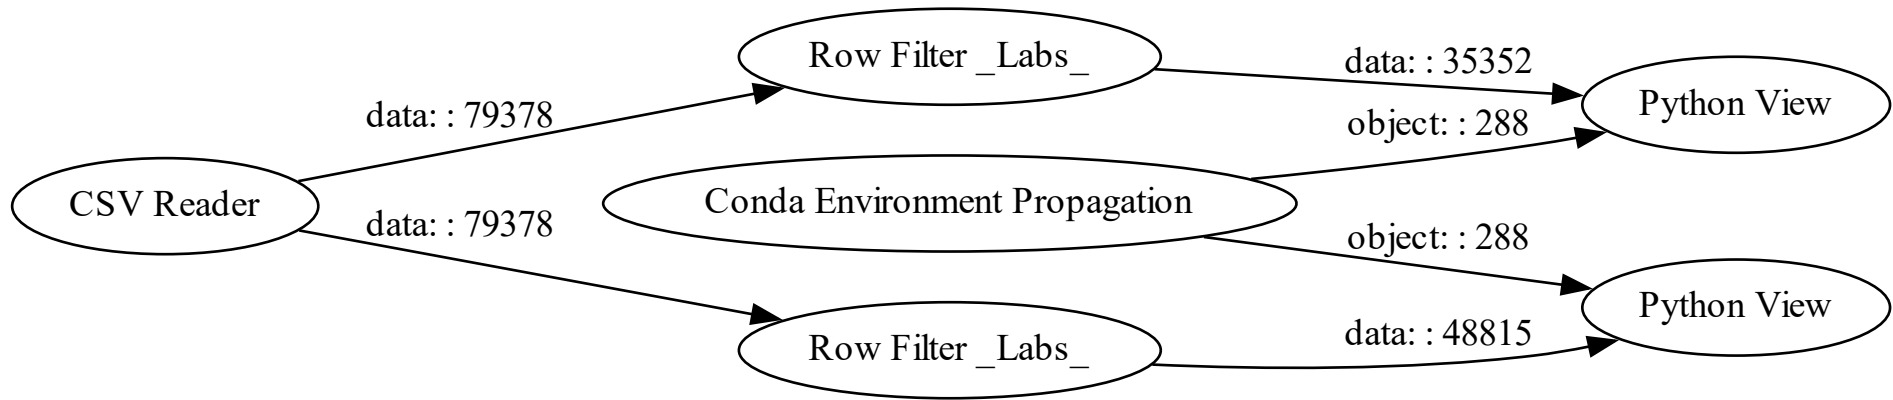 Row Filter _Labs_
data: : 35352
Python View
data: : 79378
object: : 288
CSV Reader
Conda Environment Propagation
data: : 79378
object: : 288
Python View
Row Filter _Labs_
data: : 48815